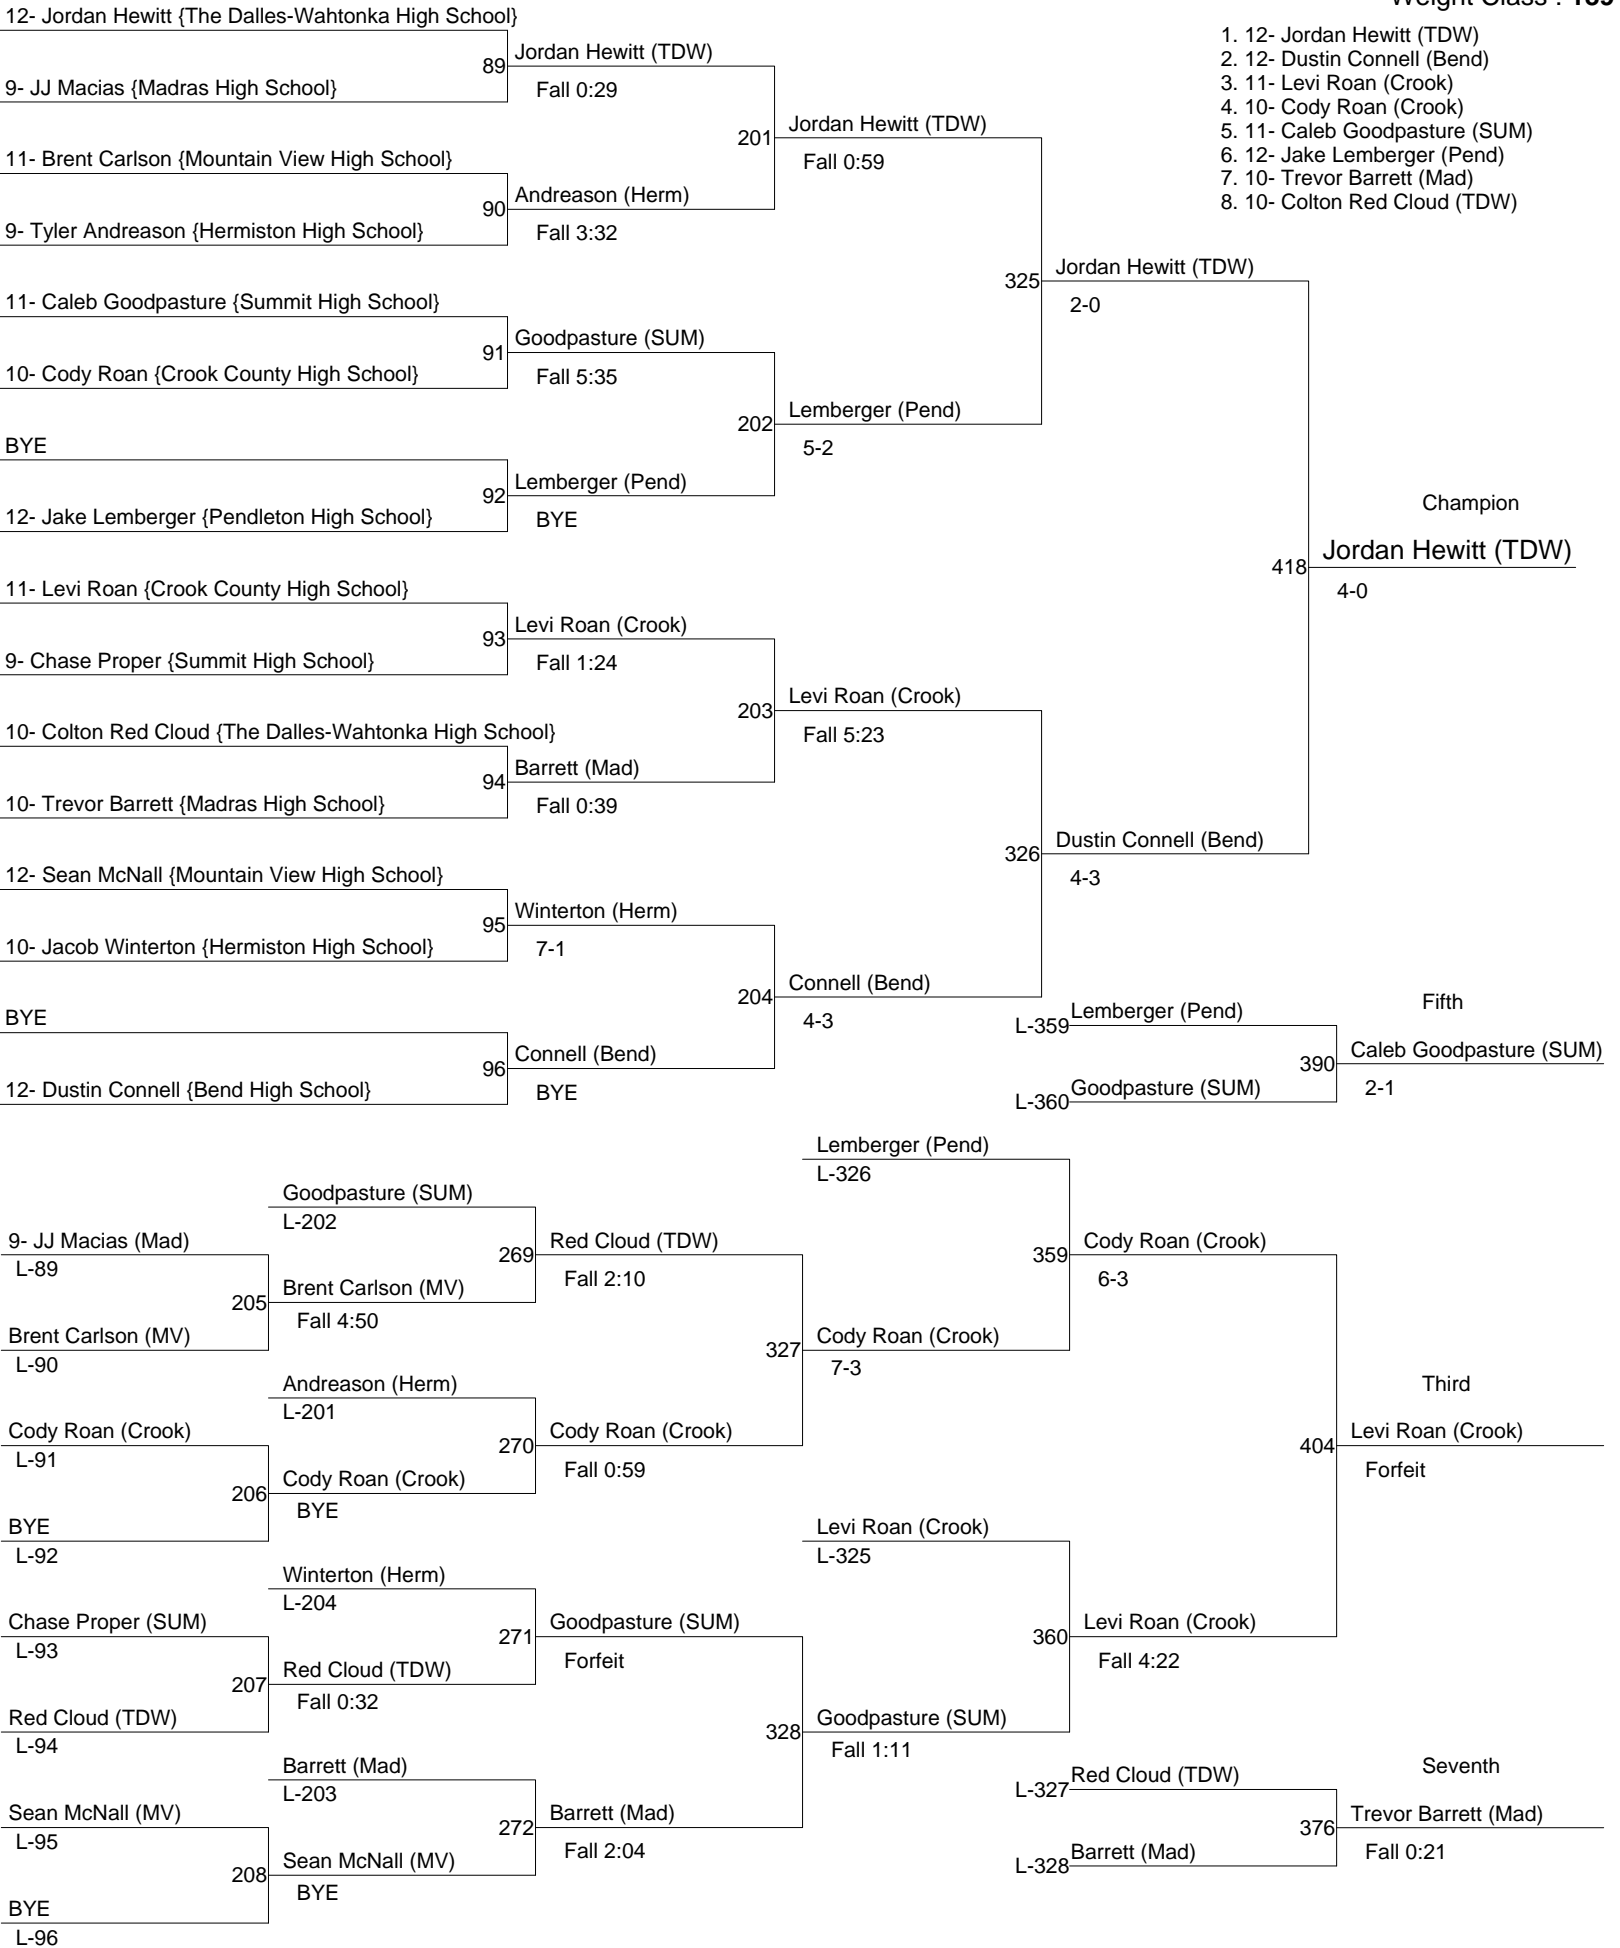 12- Jordan Hewitt {The Dalles-Wahtonka High School}
89
Jordan Hewitt (TDW)
9- JJ Macias {Madras High School}
Fall 0:29
201
Jordan Hewitt (TDW)
Fall 0:59
11- Brent Carlson {Mountain View High School}
90
Andreason (Herm)
9- Tyler Andreason {Hermiston High School}
Fall 3:32
325
Jordan Hewitt (TDW)
2-0
11- Caleb Goodpasture {Summit High School}
91
Goodpasture (SUM)
10- Cody Roan {Crook County High School}
Fall 5:35
202
Lemberger (Pend)
5-2
BYE
92
Lemberger (Pend)
12- Jake Lemberger {Pendleton High School}
BYE
Champion
418
Jordan Hewitt (TDW)
4-0
11- Levi Roan {Crook County High School}
93
Levi Roan (Crook)
9- Chase Proper {Summit High School}
Fall 1:24
203
Levi Roan (Crook)
Fall 5:23
10- Colton Red Cloud {The Dalles-Wahtonka High School}
94
Barrett (Mad)
10- Trevor Barrett {Madras High School}
Fall 0:39
326
Dustin Connell (Bend)
4-3
12- Sean McNall {Mountain View High School}
95
Winterton (Herm)
10- Jacob Winterton {Hermiston High School}
7-1
204
Connell (Bend)
4-3
BYE
96
Connell (Bend)
12- Dustin Connell {Bend High School}
BYE
1. 12- Jordan Hewitt (TDW)
2. 12- Dustin Connell (Bend)
3. 11- Levi Roan (Crook)
4. 10- Cody Roan (Crook)
5. 11- Caleb Goodpasture (SUM)
6. 12- Jake Lemberger (Pend)
7. 10- Trevor Barrett (Mad)
8. 10- Colton Red Cloud (TDW)
Fifth
L-359
Lemberger (Pend)
390
Caleb Goodpasture (SUM)
2-1
L-360
Goodpasture (SUM)
Lemberger (Pend)
L-326
Goodpasture (SUM)
L-202
9- JJ Macias (Mad)
L-89
205
Brent Carlson (MV)
Fall 4:50
Brent Carlson (MV)
L-90
269
Red Cloud (TDW)
Fall 2:10
359
Cody Roan (Crook)
6-3
327
Cody Roan (Crook)
7-3
Andreason (Herm)
L-201
Cody Roan (Crook)
L-91
206
Cody Roan (Crook)
BYE
BYE
L-92
270
Cody Roan (Crook)
Fall 0:59
Third
404
Levi Roan (Crook)
Forfeit
Levi Roan (Crook)
L-325
Winterton (Herm)
L-204
Chase Proper (SUM)
L-93
207
Red Cloud (TDW)
Fall 0:32
Red Cloud (TDW)
L-94
271
Goodpasture (SUM)
Forfeit
360
Levi Roan (Crook)
Fall 4:22
328
Goodpasture (SUM)
Fall 1:11
Barrett (Mad)
L-203
Sean McNall (MV)
L-95
208
Sean McNall (MV)
BYE
BYE
L-96
272
Barrett (Mad)
Fall 2:04
Seventh
L-327
Red Cloud (TDW)
376
Trevor Barrett (Mad)
Fall 0:21
L-328
Barrett (Mad)